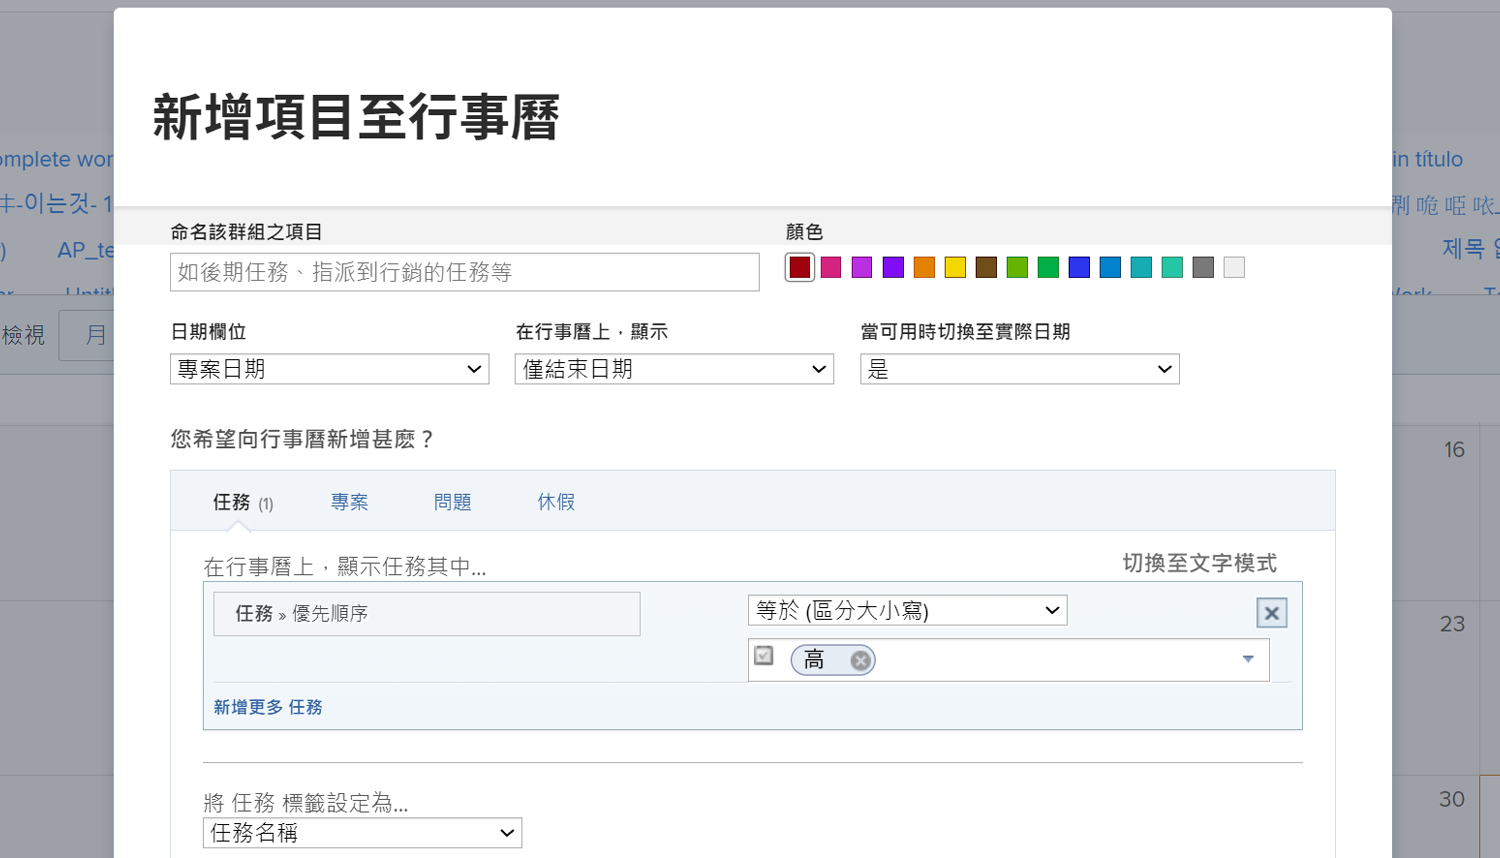 新增項目至行事曆
omplete wor
in título
이는것- 1
剕 咃 啞 咴
AP_te
제목
檢視
月
命名該群組之項目
顏色
如後期任務、指派到行銷的任務等
日期欄位
在行事曆上，顯示
當可用時切換至實際日期
專案日期
僅結束日期
是
您希望向行事曆新增甚麼？
16
任務 (1)
專案
問題
休假
在行事曆上，顯示任務其中...
切換至文字模式
任務 » 優先順序
等於 (區分大小寫)
23
高
新增更多 任務
將 任務 標籤設定為...
30
任務名稱